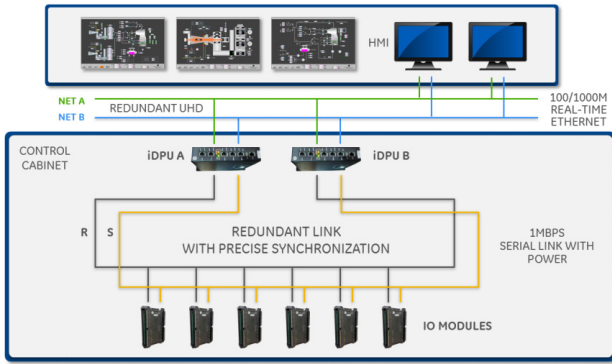 HMI
NET A
NET B
REDUNDANT UHD
100/1000M
REAL-TIME
ETHERNET
CONTROL
CABINET
iDPU A
iDPU B
R
S
REDUNDANT LINK
WITH PRECISE SYNCHRONIZATION
1MBPS
SERIAL LINK WITH
POWER
IO MODULES